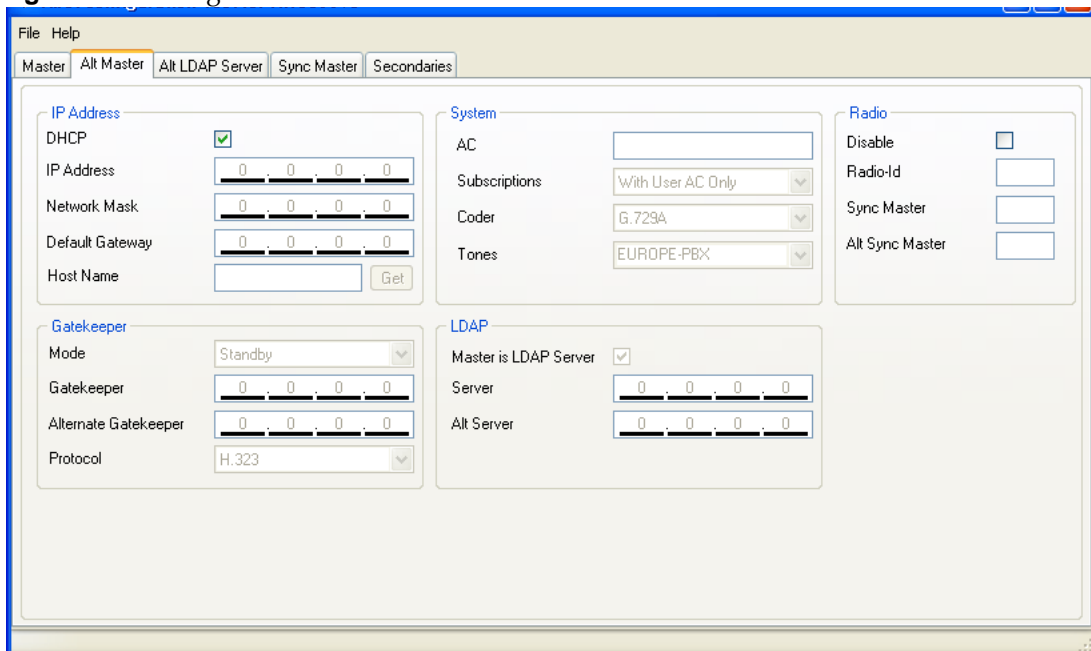 File Help
Master Alt Master Alt LDAP Server Sync Master Secondaries
IP Address
DHCP
IP Address 0 . 0 . 0 . 0
Network Mask 0 . 0 . 0 . 0
Default Gateway 0 . 0 . 0 . 0
Host Name Get
System
AC
Subscriptions With User AC Only
Coder G.729A
Tones EUROPE-PBX
Radio
Disable
Radio-Id
Sync Master
Alt Sync Master
Gatekeeper
Mode Standby
Gatekeeper 0 . 0 . 0 . 0
Alternate Gatekeeper 0 . 0 . 0 . 0
Protocol H.323
LDAP
Master is LDAP Server
Server 0 . 0 . 0 . 0
Alt Server 0 . 0 . 0 . 0